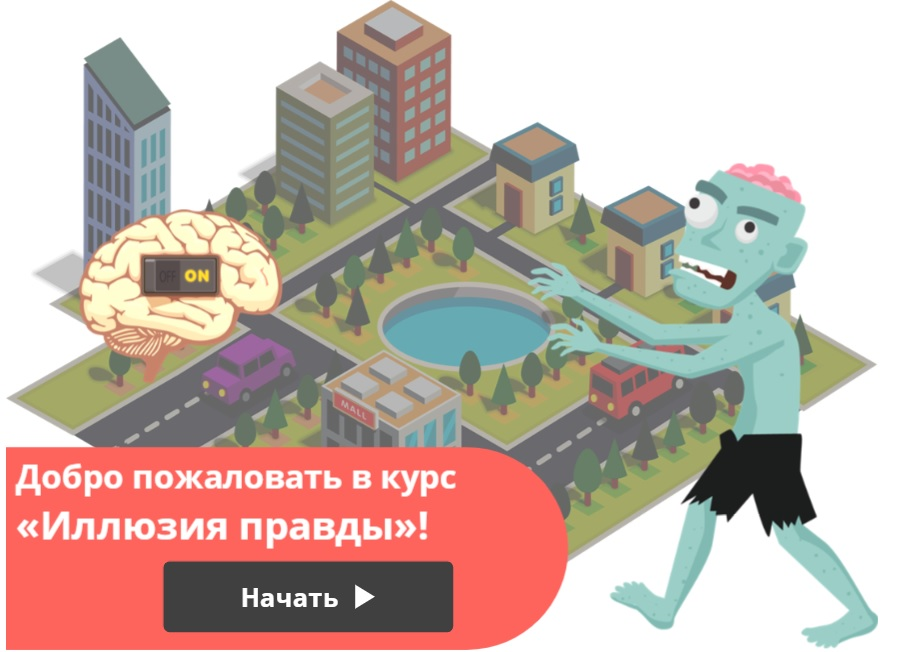 OFF ON
MALL
Добро пожаловать в курс
«Иллюзия правды»!
Начать